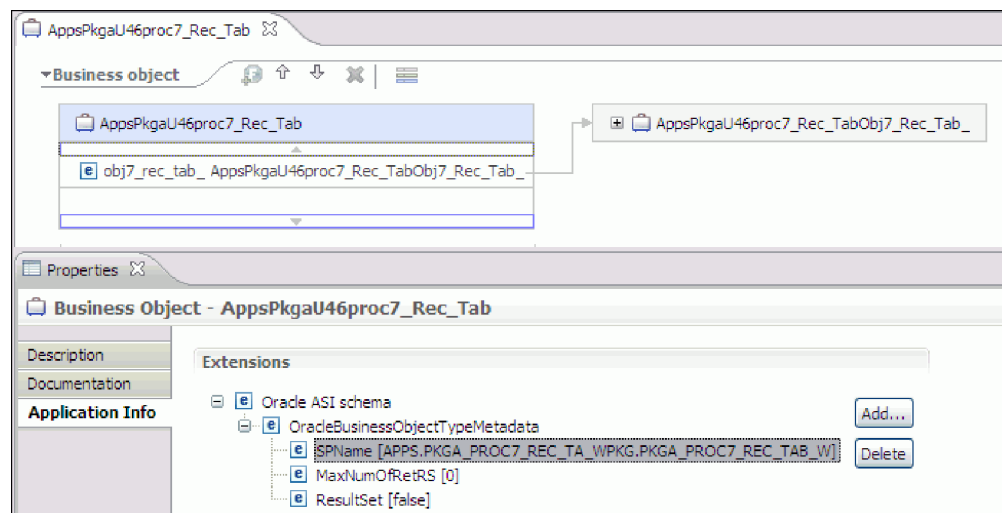 AppsPkgaU46proc7_Rec_Tab
Business object
AppsPkgaU46proc7_Rec_Tab
AppsPkgaU46proc7_Rec_TabObj7_Rec_Tab_
obj7_rec_tab_ AppsPkgaU46proc7_Rec_TabObj7_Rec_Tab_
Properties
Business Object - AppsPkgaU46proc7_Rec_Tab
Description
Documentation
Application Info
Extensions
Oracle ASI schema
OracleBusinessObjectTypeMetadata
SPName [APPS.PKGA_PROC7_REC_TA_WPKG.PKGA_PROC7_REC_TAB_W]
MaxNumOfRetRS [0]
ResultSet [false]
Add...
Delete